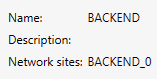 Name: BACKEND
Description:
Network sites: BACKEND_0